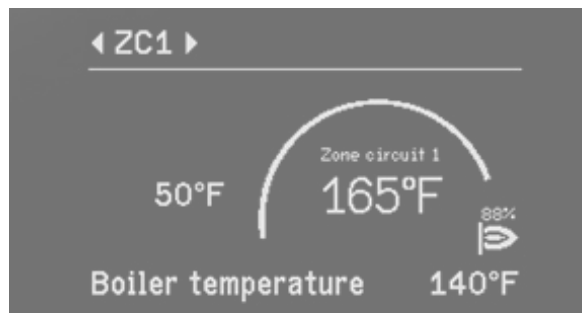 ZC1
Zone circuit 1
50°F
165°F
88%
Boiler temperature 140°F